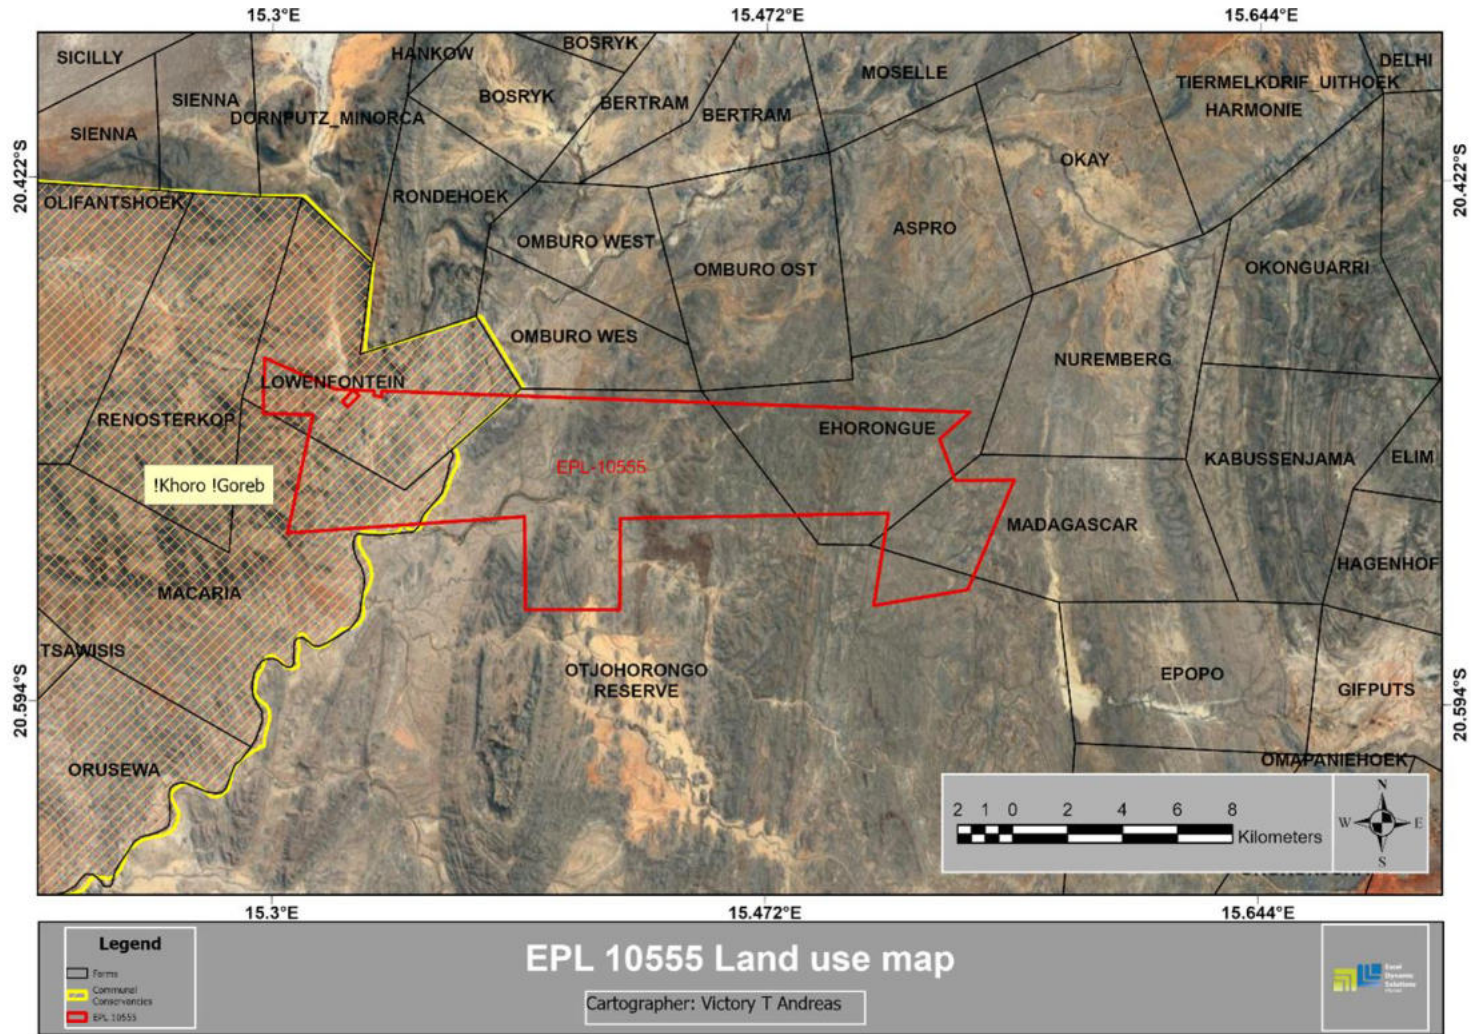 15.3°E
15.472°E
15.644°E
SICILLY
HANKOW
BOSRYK
MOSELLE
DELHI
SIENNA
BOSRYK
BERTRAM
TIERMELKDRIF_UITHOEK
DORNPUTZ_MINORCA
BERTRAM
HARMONIE
SIENNA
OKAY
20.422°S
20.422°S
OLIFANTSHOEK
RONDEHOEK
ASPRO
OMBURO WEST
OMBURO OST
OKONGUARRI
OMBURO WES
NUREMBERG
LOWENFONTEIN
RENOSTERKOP
EHORONGUE
KABUSSENJAMA
ELIM
EPL-10555
!Khoro !Goreb
MADAGASCAR
HAGENHOF
MACARIA
TSAWISIS
OTJOHORONGO
RESERVE
EPOPO
GIFPUTS
20.594°S
20.594°S
ORUSEWA
OMAPANIEHOEK
2 1 0 2 4 6 8
Kilometers
N
W E
S
15.3°E
15.472°E
15.644°E
Legend
Farms
Communal
Conservancies
EPL 10555
EPL 10555 Land use map
Cartographer: Victory T Andreas
Excel
Dynamic
Solutions